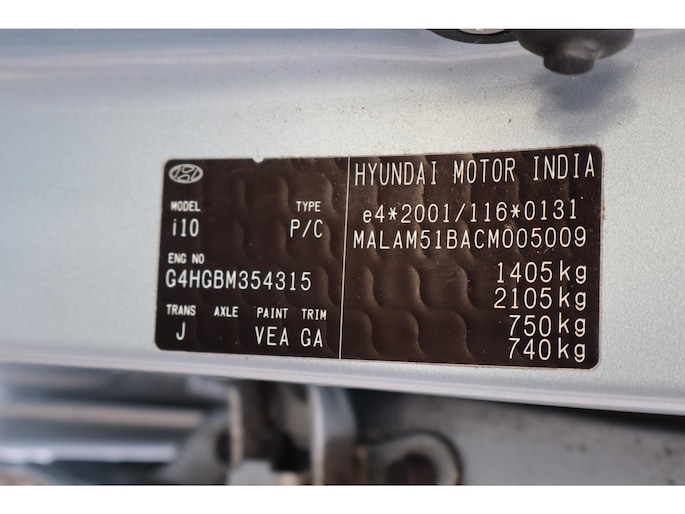 HYUNDAI MOTOR INDIA
MODEL TYPE
i10 P/C
ENG NO
G4HGBM354315
TRANS AXLE PAINT TRIM
J VEA GA
e4*2001/116*0131
MALAM51BACM005009
1405kg
2105kg
750kg
740kg